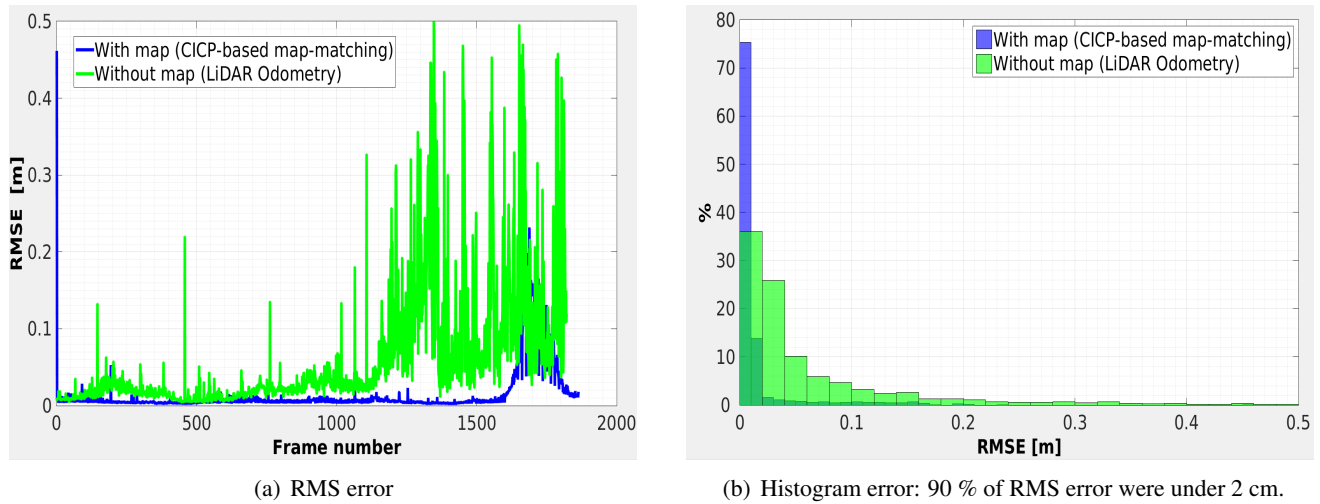 0.5
0.4
0.3
0.2
0.1
0
RMSE [m]
With map (CICP-based map-matching)
Without map (LiDAR Odometry)
0 500 1000 1500 2000
Frame number
(a) RMS error
80
70
60
50
40
30
20
10
0
%
With map (CICP-based map-matching)
Without map (LiDAR Odometry)
0 0.1 0.2 0.3 0.4 0.5
RMSE [m]
(b) Histogram error: 90 % of RMS error were under 2 cm.